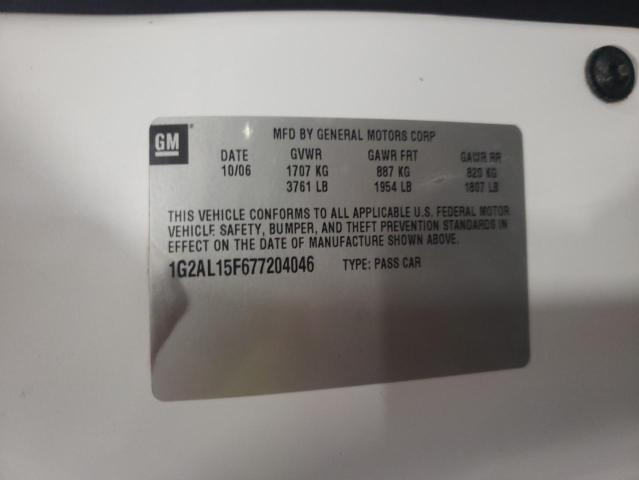 GM
MFD BY GENERAL MOTORS CORP
DATE GVWR GAWR FRT GAWR RR
10/06 1707 KG 887 KG 820 KG
3761 LB 1954 LB 1807 LB
THIS VEHICLE CONFORMS TO ALL APPLICABLE U.S. FEDERAL MOTOR
VEHICLE SAFETY, BUMPER, AND THEFT PREVENTION STANDARDS IN
EFFECT ON THE DATE OF MANUFACTURE SHOWN ABOVE.
1G2AL15F677204046 TYPE: PASS CAR